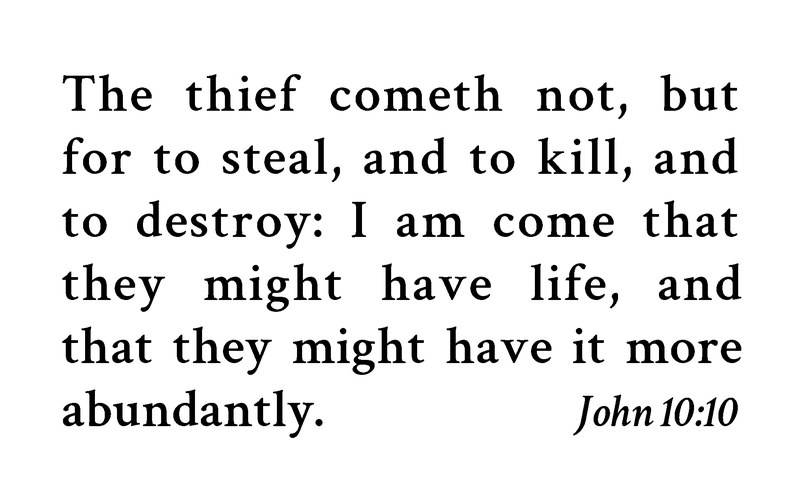 The thief cometh not, but
for to steal, and to kill, and
to destroy: I am come that
they might have life, and
that they might have it more
abundantly. John 10:10